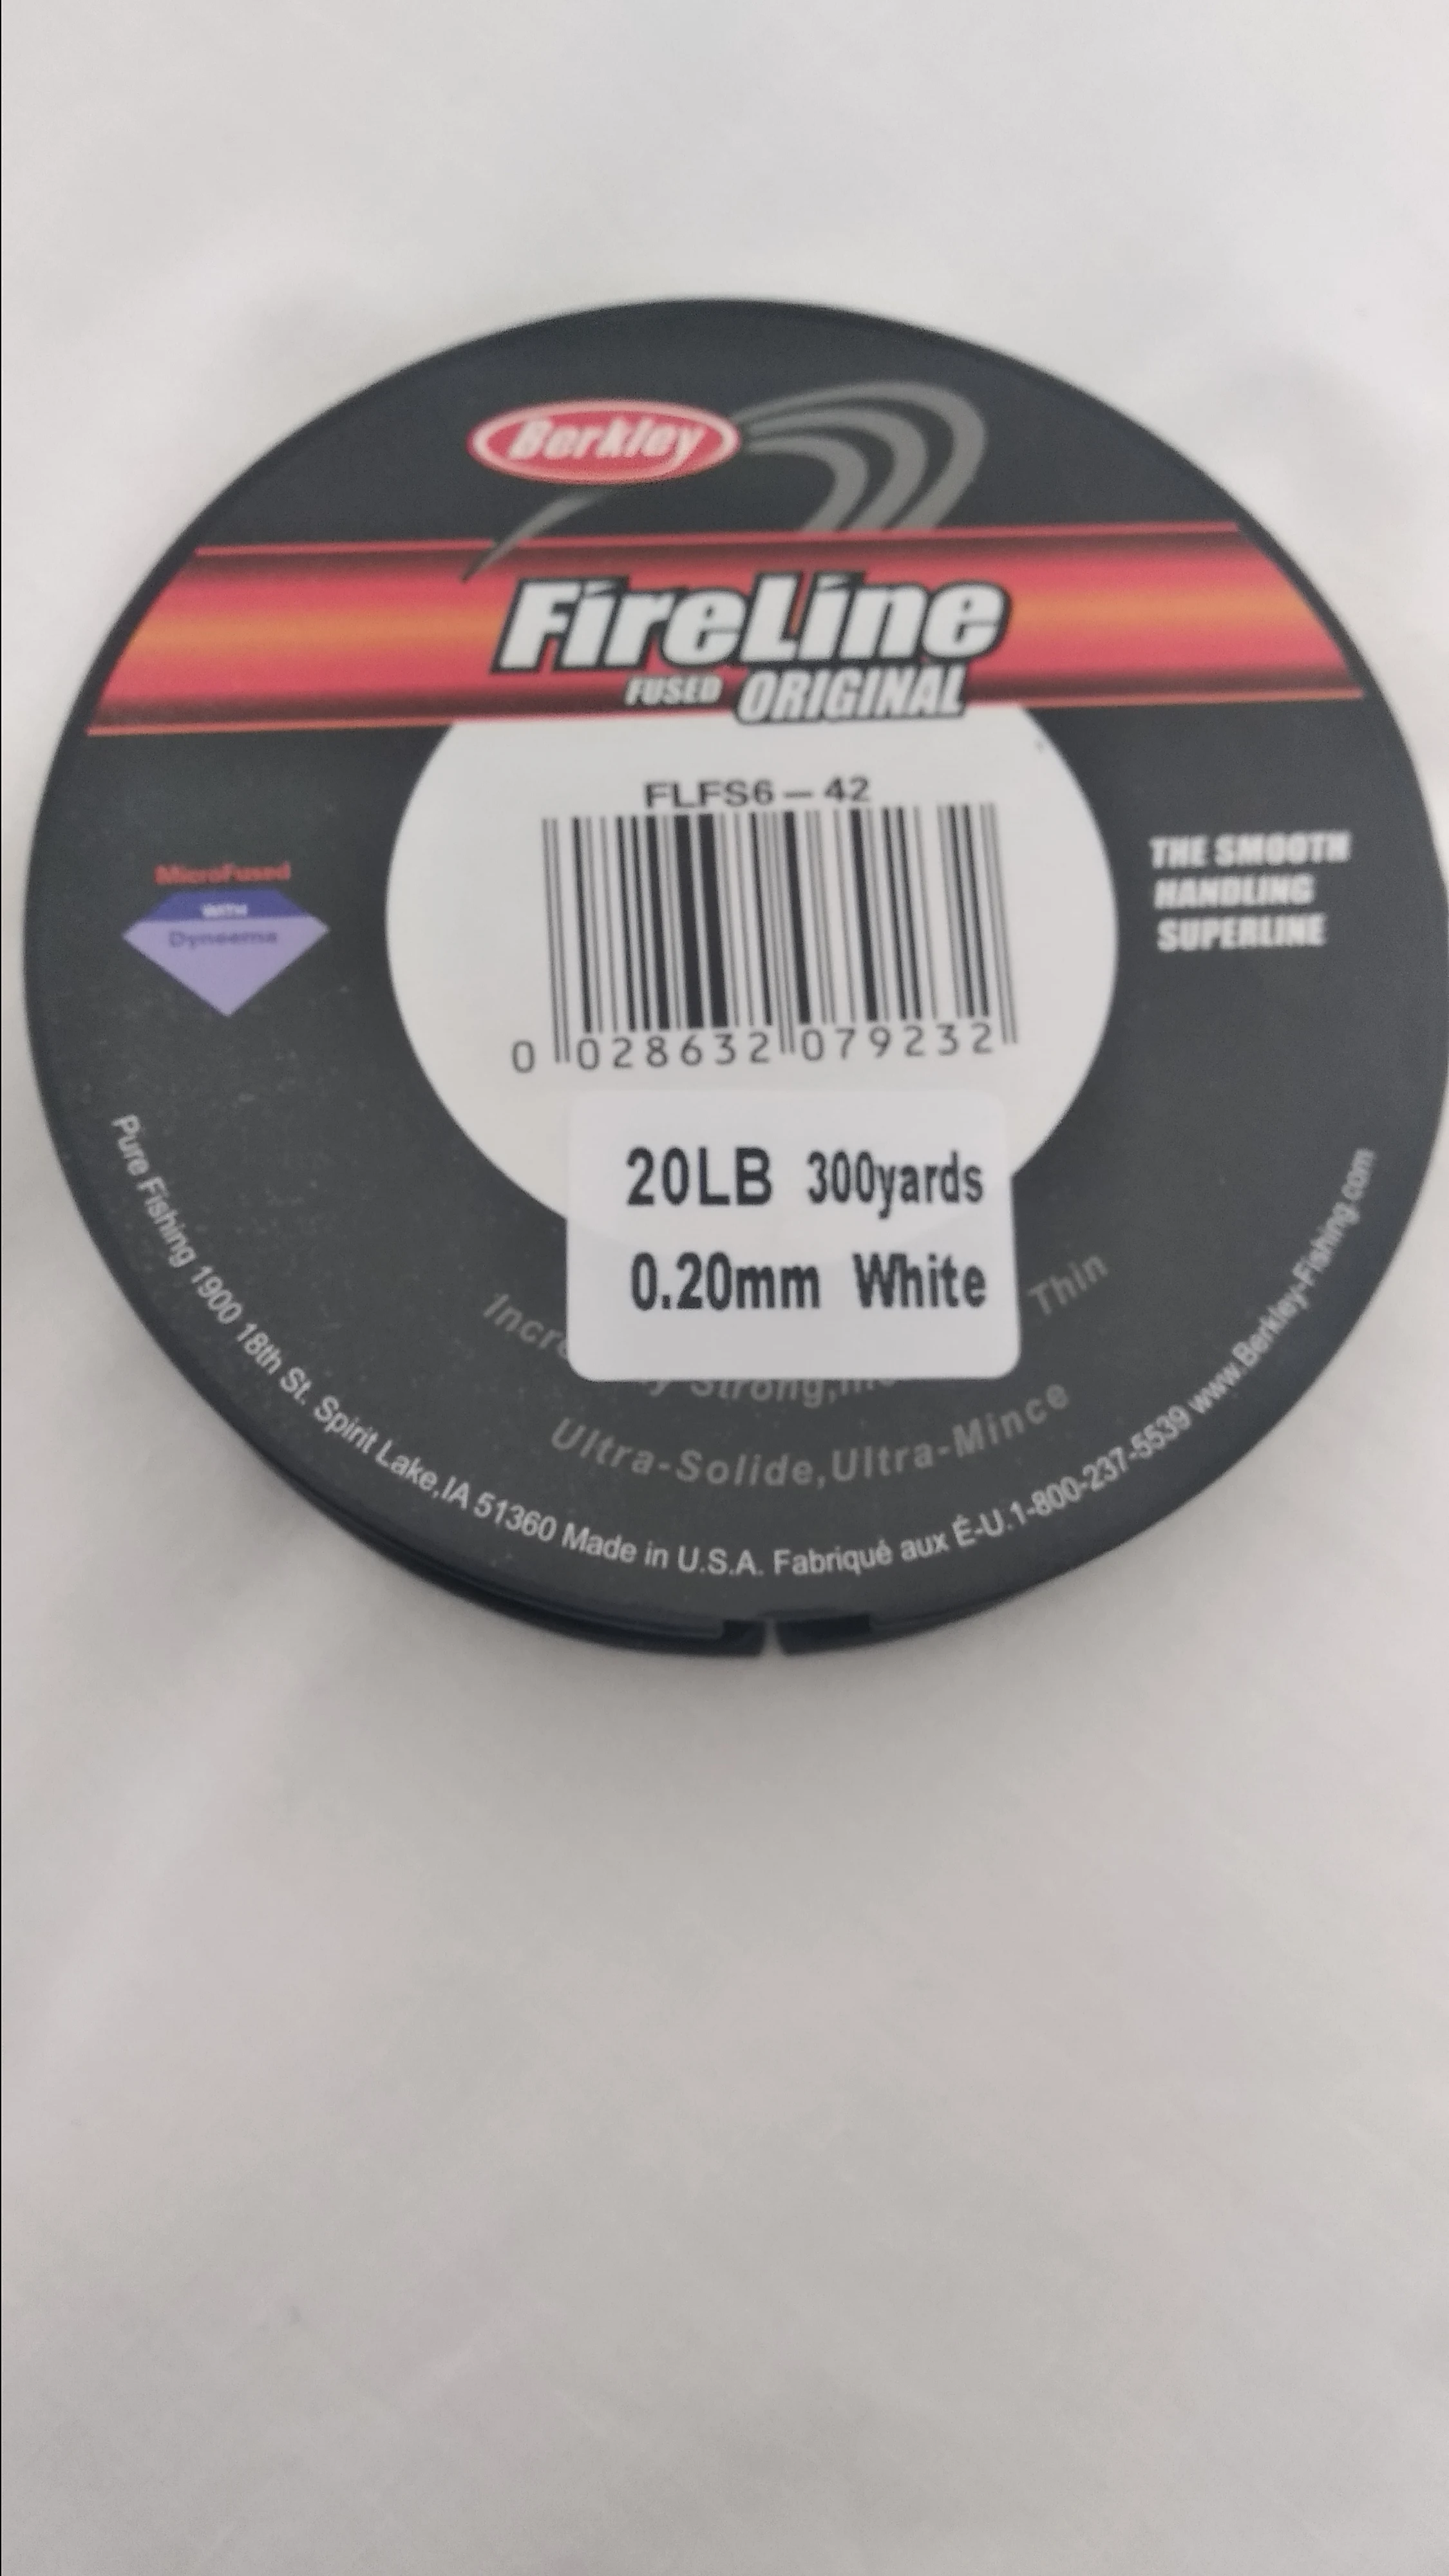 Berkley
FireLine
FUSED ORIGINAL
FLFS6-42
MicroFused
WITH
Dyneema
THE SMOOTH
HANDLING
SUPERLINE
0 028632 079232
20LB 300yards
0.20mm White
Incre y Strong, Thin
Ultra-Solide,Ultra-Mince
Pure Fishing 1900 18th St. Spirit Lake,IA 51360 Made in U.S.A. Fabriqué aux É-U.1-800-237-5539 www.Berkley-Fishing.com